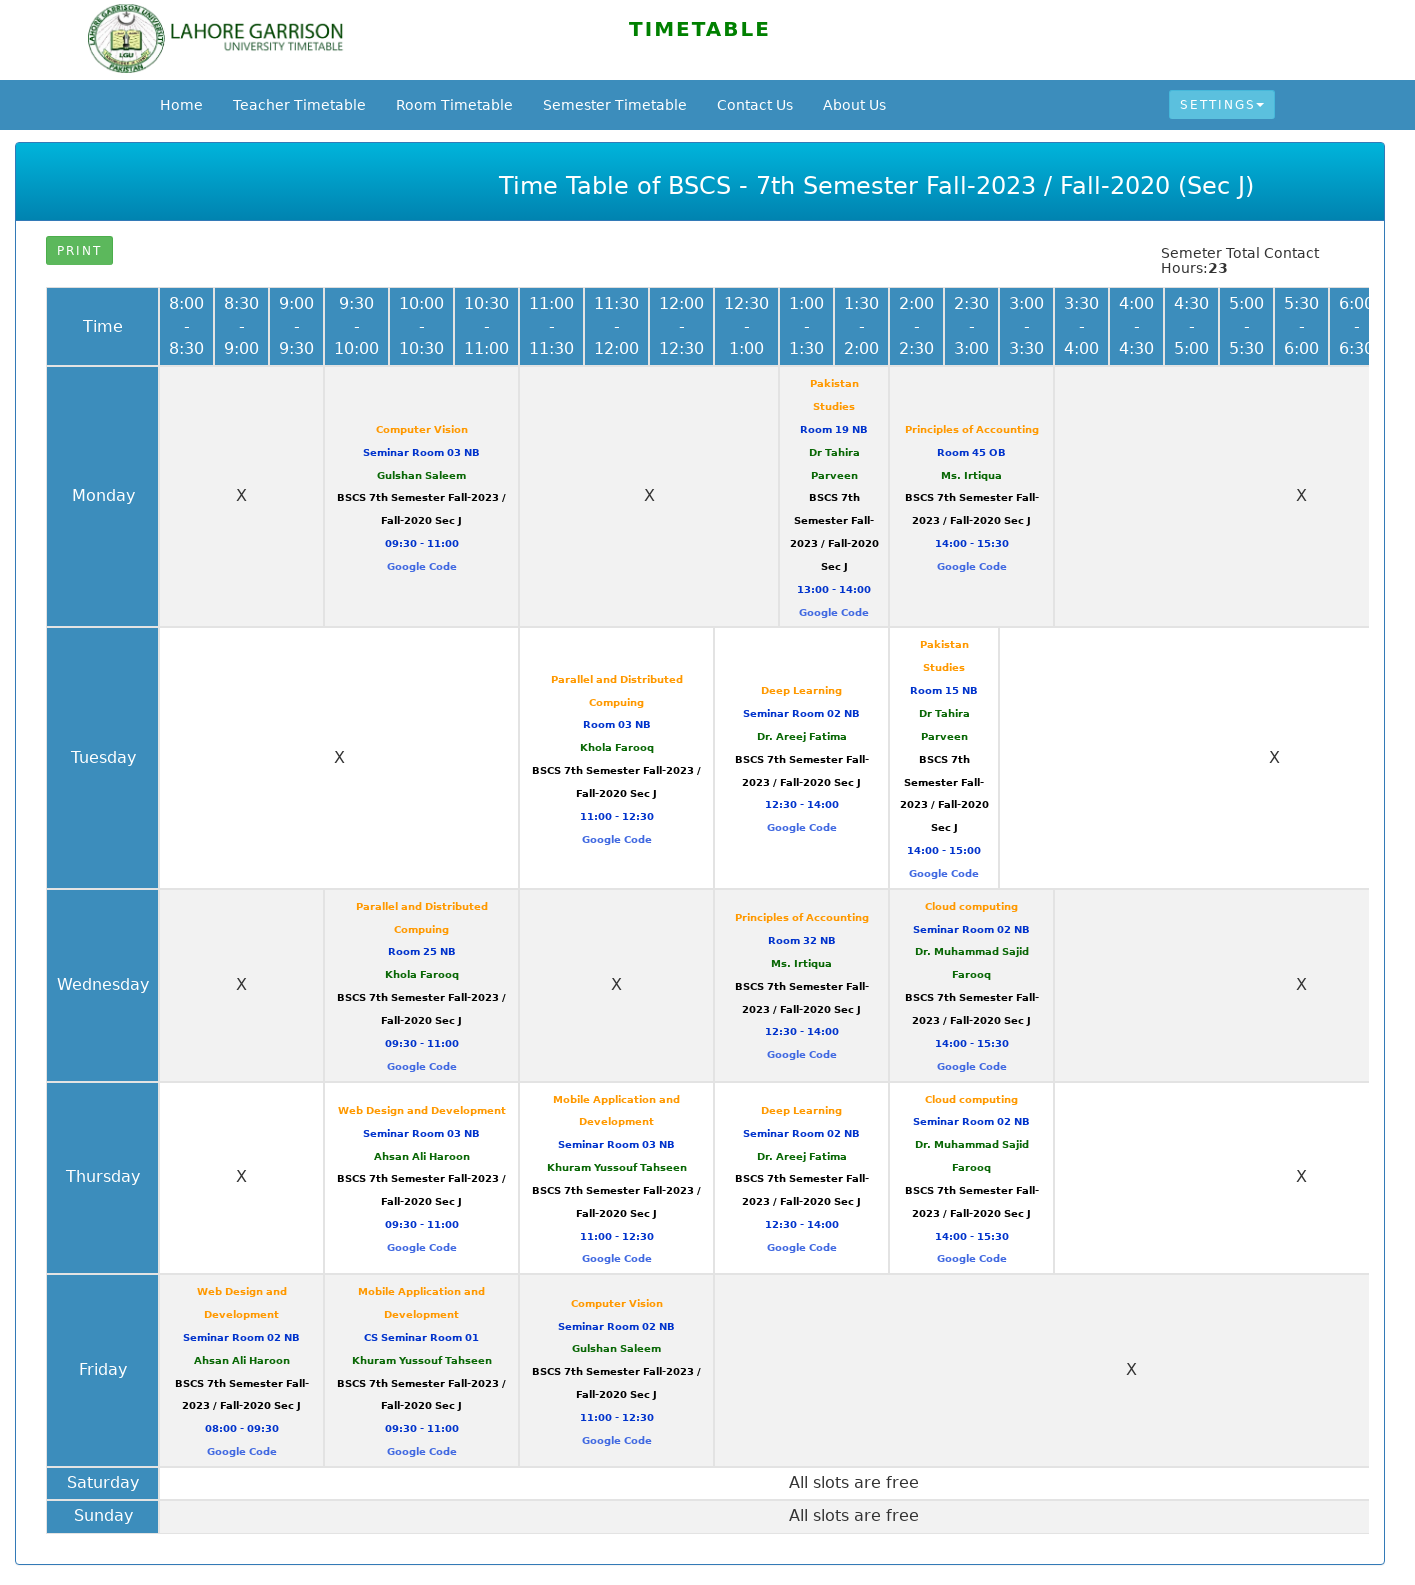 LAHORE GARRISON
UNIVERSITY TIMETABLE
LAHORE GARRISON UNIVERSITY
LGU
PAKISTAN
TIMETABLE
Home Teacher Timetable Room Timetable Semester Timetable Contact Us About Us SETTINGS
Time Table of BSCS - 7th Semester Fall-2023 / Fall-2020 (Sec J)
PRINT
Semeter Total Contact
Hours:23
Time
8:00 - 8:30
8:30 - 9:00
9:00 - 9:30
9:30 - 10:00
10:00 - 10:30
10:30 - 11:00
11:00 - 11:30
11:30 - 12:00
12:00 - 12:30
12:30 - 1:00
1:00 - 1:30
1:30 - 2:00
2:00 - 2:30
2:30 - 3:00
3:00 - 3:30
3:30 - 4:00
4:00 - 4:30
4:30 - 5:00
5:00 - 5:30
5:30 - 6:00
6:00 - 6:30
Monday
X
Computer Vision
Seminar Room 03 NB
Gulshan Saleem
BSCS 7th Semester Fall-2023 /
Fall-2020 Sec J
09:30 - 11:00
Google Code
X
Pakistan
Studies
Room 19 NB
Dr Tahira
Parveen
BSCS 7th
Semester Fall-
2023 / Fall-2020
Sec J
13:00 - 14:00
Google Code
Principles of Accounting
Room 45 OB
Ms. Irtiqua
BSCS 7th Semester Fall-
2023 / Fall-2020 Sec J
14:00 - 15:30
Google Code
X
Tuesday
X
Parallel and Distributed
Compuing
Room 03 NB
Khola Farooq
BSCS 7th Semester Fall-2023 /
Fall-2020 Sec J
11:00 - 12:30
Google Code
Deep Learning
Seminar Room 02 NB
Dr. Areej Fatima
BSCS 7th Semester Fall-
2023 / Fall-2020 Sec J
12:30 - 14:00
Google Code
Pakistan
Studies
Room 15 NB
Dr Tahira
Parveen
BSCS 7th
Semester Fall-
2023 / Fall-2020
Sec J
14:00 - 15:00
Google Code
X
Wednesday
X
Parallel and Distributed
Compuing
Room 25 NB
Khola Farooq
BSCS 7th Semester Fall-2023 /
Fall-2020 Sec J
09:30 - 11:00
Google Code
X
Principles of Accounting
Room 32 NB
Ms. Irtiqua
BSCS 7th Semester Fall-
2023 / Fall-2020 Sec J
12:30 - 14:00
Google Code
Cloud computing
Seminar Room 02 NB
Dr. Muhammad Sajid
Farooq
BSCS 7th Semester Fall-
2023 / Fall-2020 Sec J
14:00 - 15:30
Google Code
X
Thursday
X
Web Design and Development
Seminar Room 03 NB
Ahsan Ali Haroon
BSCS 7th Semester Fall-2023 /
Fall-2020 Sec J
09:30 - 11:00
Google Code
Mobile Application and
Development
Seminar Room 03 NB
Khuram Yussouf Tahseen
BSCS 7th Semester Fall-2023 /
Fall-2020 Sec J
11:00 - 12:30
Google Code
Deep Learning
Seminar Room 02 NB
Dr. Areej Fatima
BSCS 7th Semester Fall-
2023 / Fall-2020 Sec J
12:30 - 14:00
Google Code
Cloud computing
Seminar Room 02 NB
Dr. Muhammad Sajid
Farooq
BSCS 7th Semester Fall-
2023 / Fall-2020 Sec J
14:00 - 15:30
Google Code
X
Friday
Web Design and
Development
Seminar Room 02 NB
Ahsan Ali Haroon
BSCS 7th Semester Fall-
2023 / Fall-2020 Sec J
08:00 - 09:30
Google Code
Mobile Application and
Development
CS Seminar Room 01
Khuram Yussouf Tahseen
BSCS 7th Semester Fall-2023 /
Fall-2020 Sec J
09:30 - 11:00
Google Code
Computer Vision
Seminar Room 02 NB
Gulshan Saleem
BSCS 7th Semester Fall-2023 /
Fall-2020 Sec J
11:00 - 12:30
Google Code
X
Saturday
All slots are free
Sunday
All slots are free